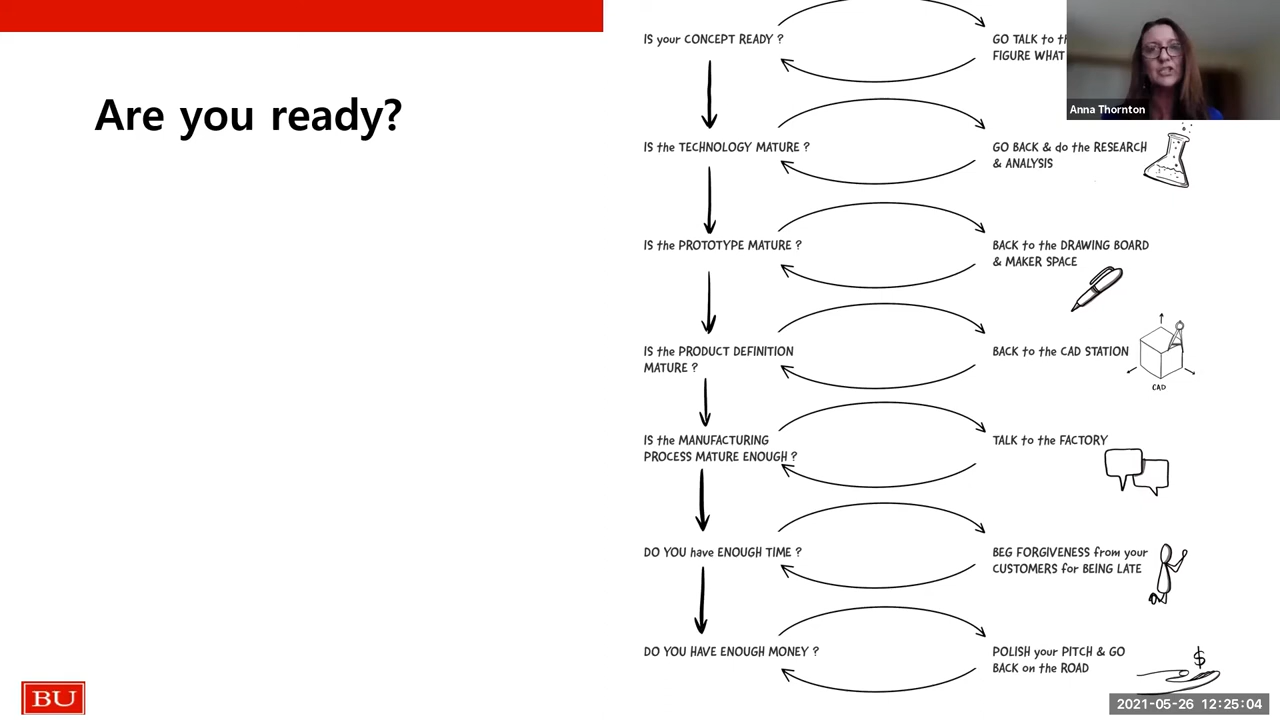 Are you ready?
IS your CONCEPT READY ?
GO TALK to
FIGURE WHAT
Anna Thornton
IS the TECHNOLOGY MATURE ?
GO BACK & do the RESEARCH
& ANALYSIS
IS the PROTOTYPE MATURE ?
BACK to the DRAWING BOARD
& MAKER SPACE
IS the PRODUCT DEFINITION
MATURE ?
BACK to the CAD STATION
CAD
IS the MANUFACTURING
PROCESS MATURE ENOUGH ?
TALK to the FACTORY
DO YOU have ENOUGH TIME ?
BEG FORGIVENESS from your
CUSTOMERS for BEING LATE
DO YOU HAVE ENOUGH MONEY ?
POLISH your PITCH & GO
BACK on the ROAD
$
BU
2021-05-26 12:25:04